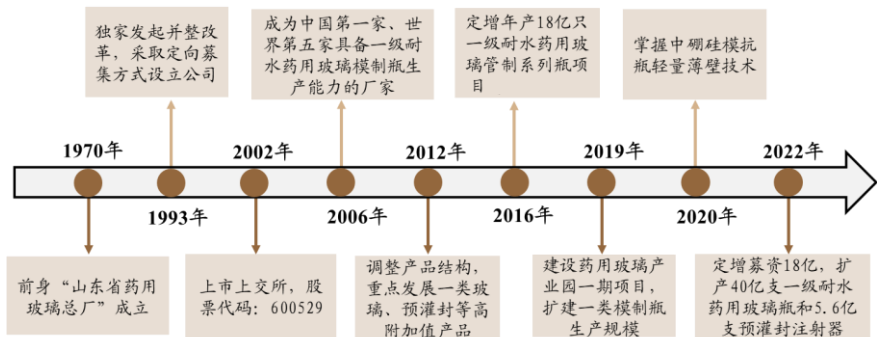 独家发起并整改
革，采取定向募
集方式设立公司
成为中国第一家、世
界第五家具备一级耐
水药用玻璃模制瓶生
产能力的厂家
定增年产18亿只
一级耐水药用玻
璃管制系列瓶项
目
掌握中硼硅模抗
瓶轻量薄壁技术
1970年
2002年
2012年
2019年
2022年
1993年
2006年
2016年
2020年
前身“山东省药用
玻璃总厂”成立
上市上交所，股
票代码：600529
调整产品结构，
重点发展一类玻
璃、预灌封等高
附加值产品
建设药用玻璃产
业园一期项目，
扩建一类模制瓶
生产规模
定增募资18亿，扩
产40亿支一级耐水
药用玻璃瓶和5.6亿
支预灌封注射器